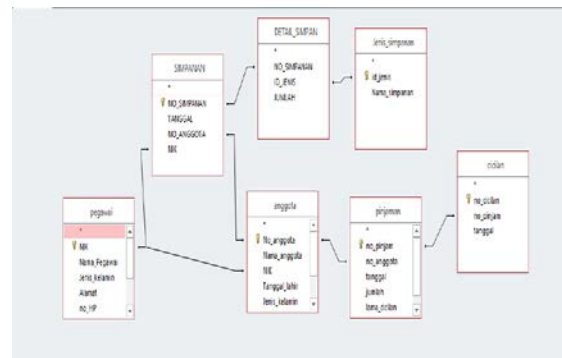 SIMPANAN
*
NO_SIMPANAN
TANGGAL
NO_ANGGOTA
NIK
DETAIL_SIMPAN
*
NO_SIMPANAN
ID_JENIS
JUMLAH
Jenis_simpanan
*
id_jenis
Nama_simpanan
pegawai
*
NIK
Nama_Pegawai
Jenis_kelamin
Alamat
no_HP
anggota
*
No_anggota
Nama_anggota
NIK
Tanggal_lahir
Jenis_kelamin
pinjaman
*
no_pinjam
no_anggota
tanggal
jumlah
lama_cicilan
cicilan
*
no_cicilan
no_pinjam
tanggal